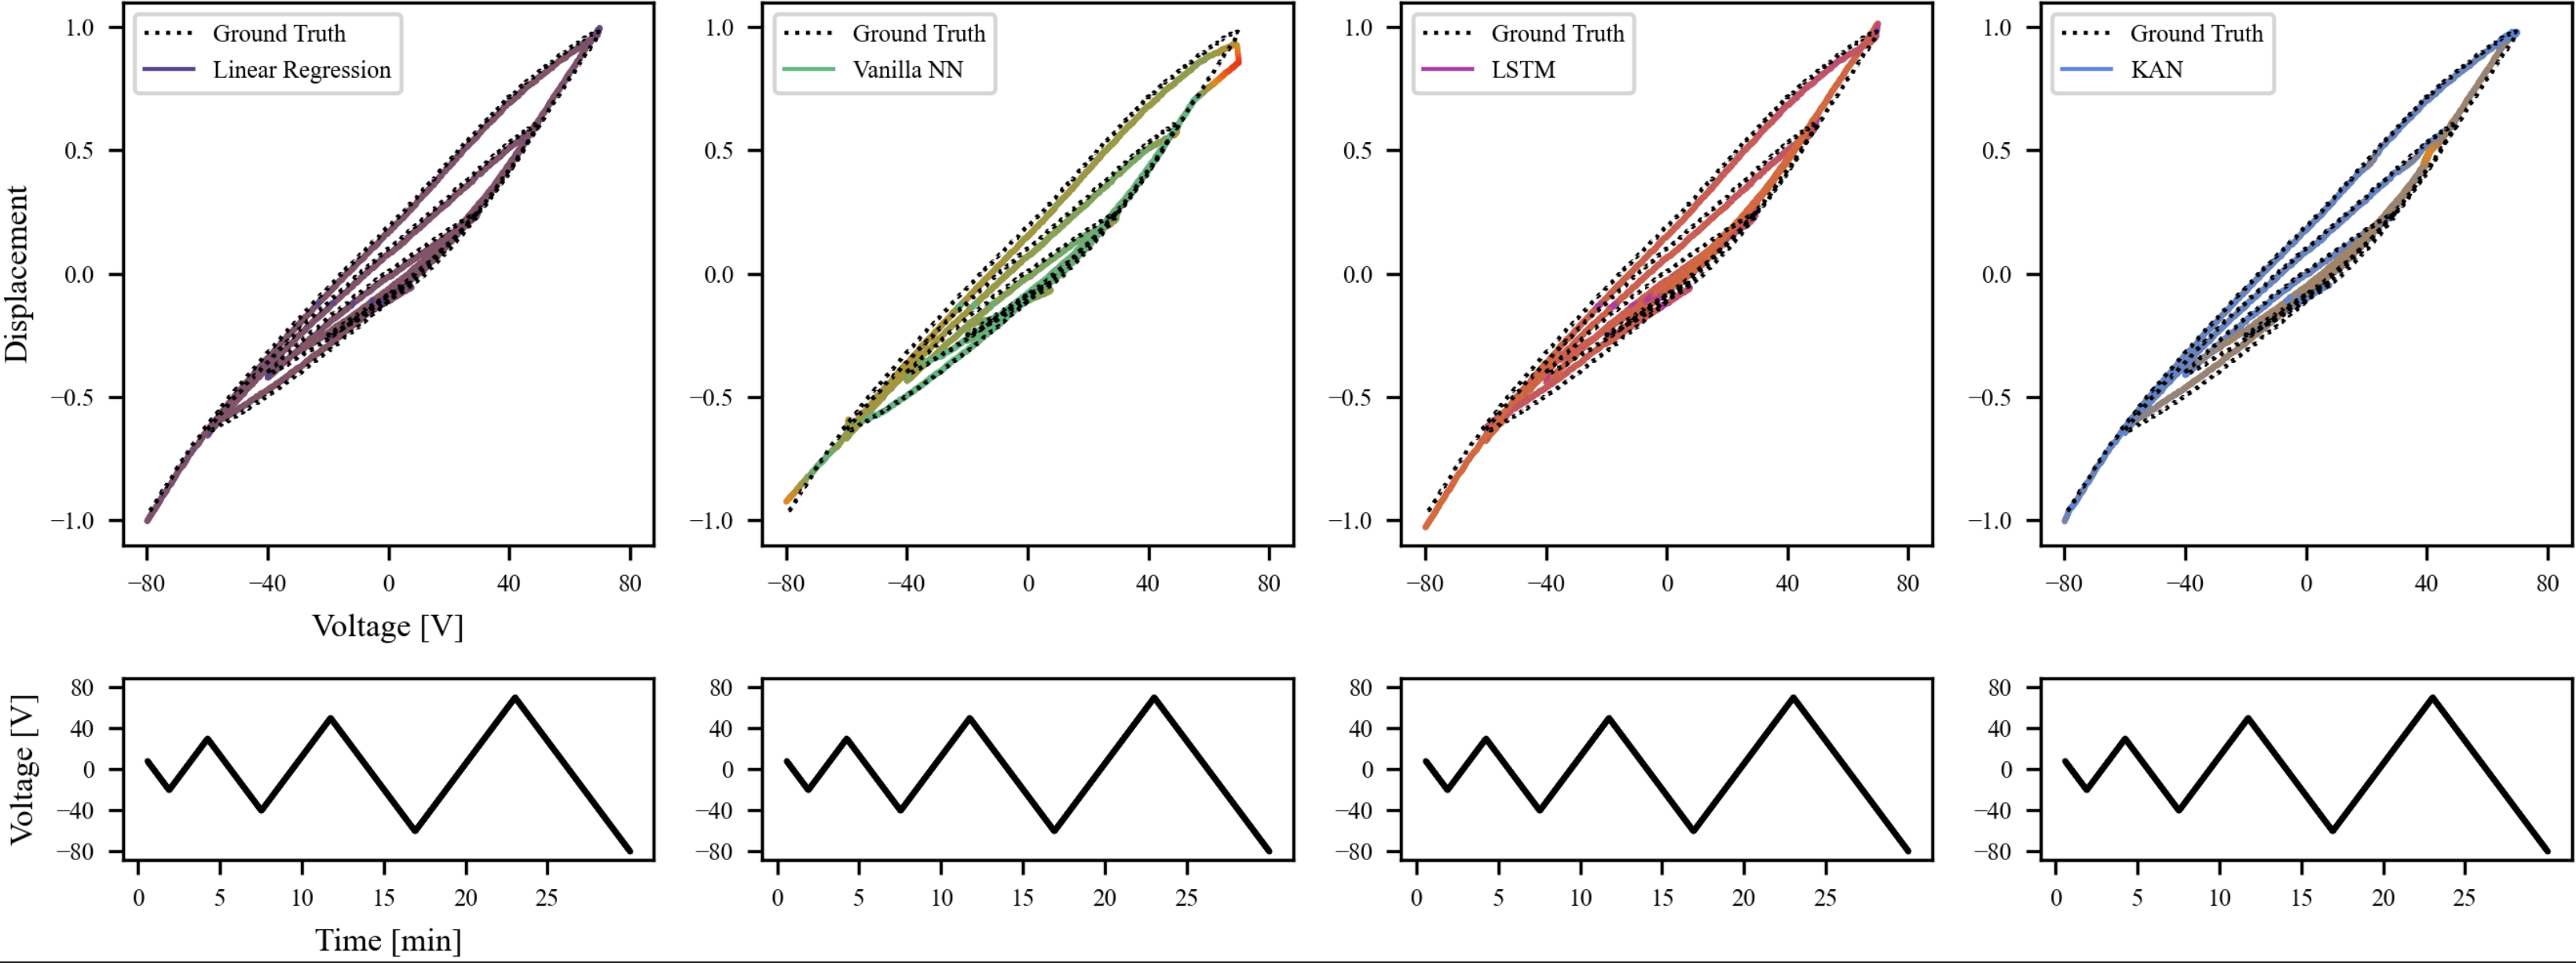 Displacement
1.0
0.5
0.0
−0.5
−1.0
Ground Truth
Linear Regression
−80 −40 0 40 80
Voltage [V]
1.0
0.5
0.0
−0.5
−1.0
Ground Truth
Vanilla NN
−80 −40 0 40 80
1.0
0.5
0.0
−0.5
−1.0
Ground Truth
LSTM
−80 −40 0 40 80
1.0
0.5
0.0
−0.5
−1.0
Ground Truth
KAN
−80 −40 0 40 80
Voltage [V]
80
40
0
−40
−80
0 5 10 15 20 25
Time [min]
80
40
0
−40
−80
0 5 10 15 20 25
80
40
0
−40
−80
0 5 10 15 20 25
80
40
0
−40
−80
0 5 10 15 20 25